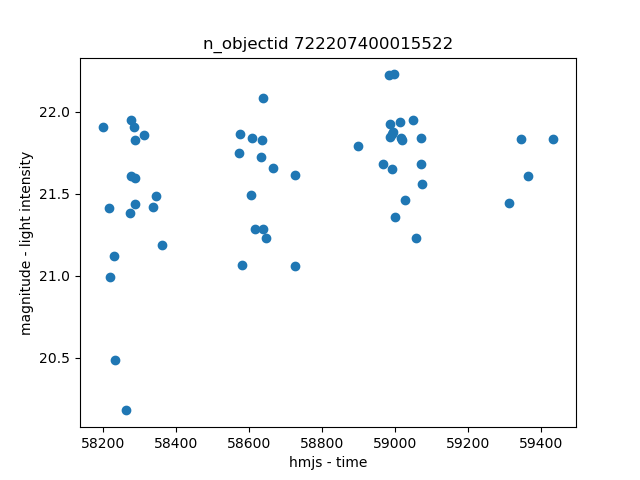 n_objectid 722207400015522
magnitude - light intensity
22.0
21.5
21.0
20.5
58200 58400 58600 58800 59000 59200 59400
hmjs - time